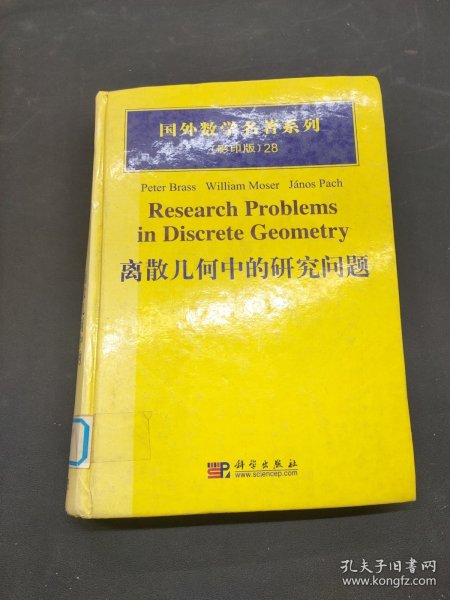 国外数学名著系列
(影印版) 28
Peter Brass William Moser János Pach
Research Problems
in Discrete Geometry
离散几何中的研究问题
科学出版社
www.sciencep.com
孔夫子旧书网
www.kongfz.com